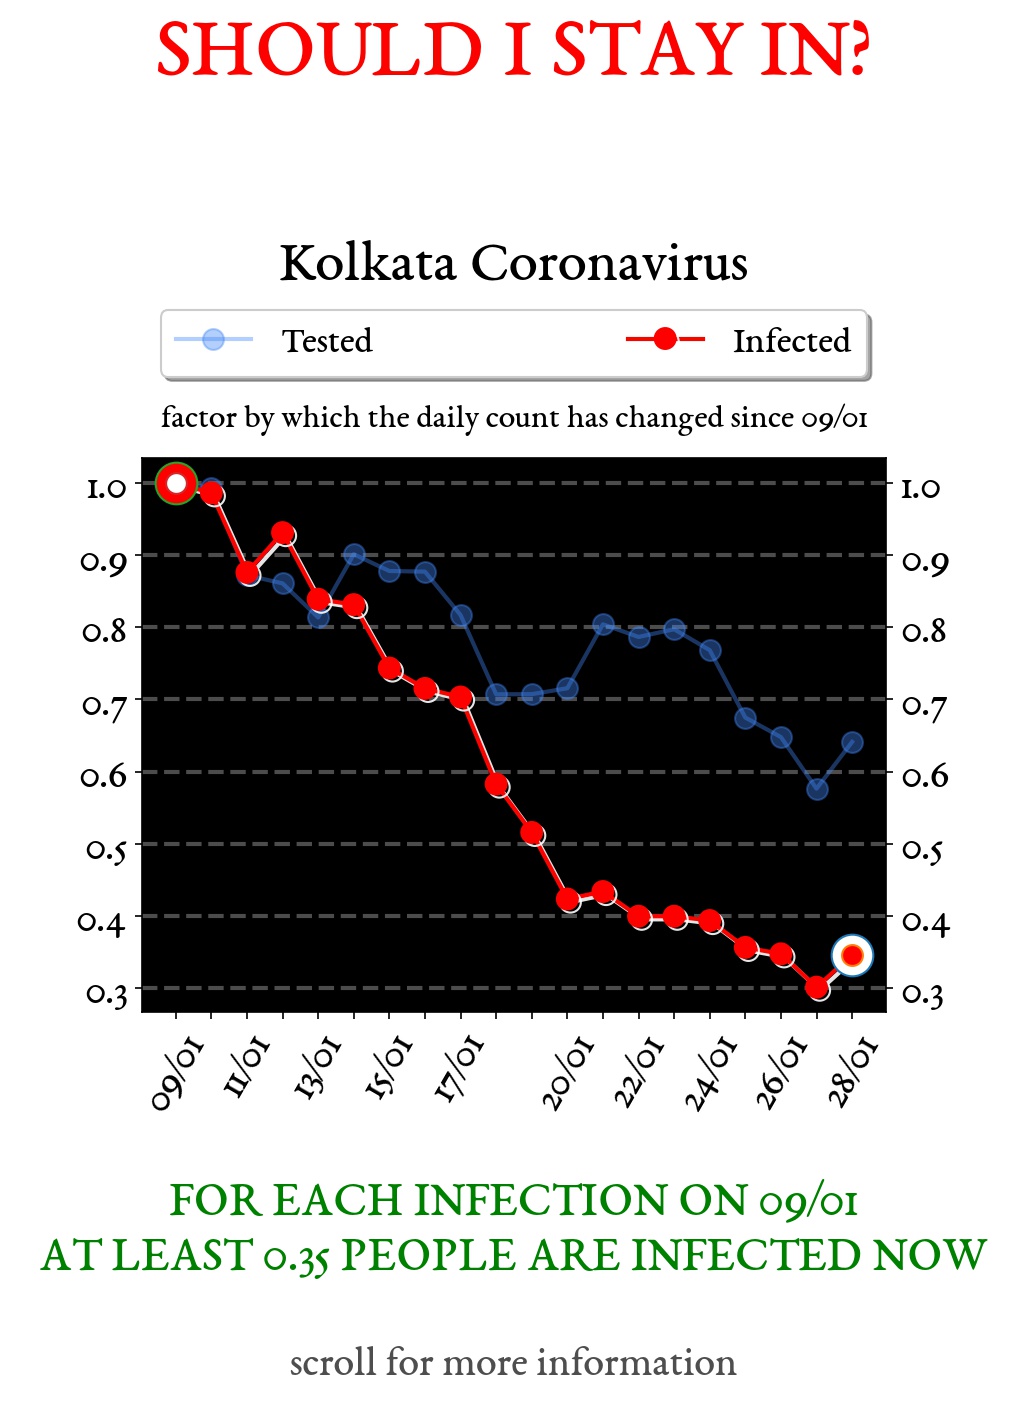 SHOULD I STAY IN?
Kolkata Coronavirus
Tested Infected
factor by which the daily count has changed since 09/01
1.0 1.0
0.9 0.9
0.8 0.8
0.7 0.7
0.6 0.6
0.5 0.5
0.4 0.4
0.3 0.3
09/01 11/01 13/01 15/01 17/01 20/01 22/01 24/01 26/01 28/01
FOR EACH INFECTION ON 09/01
AT LEAST 0.35 PEOPLE ARE INFECTED NOW
scroll for more information